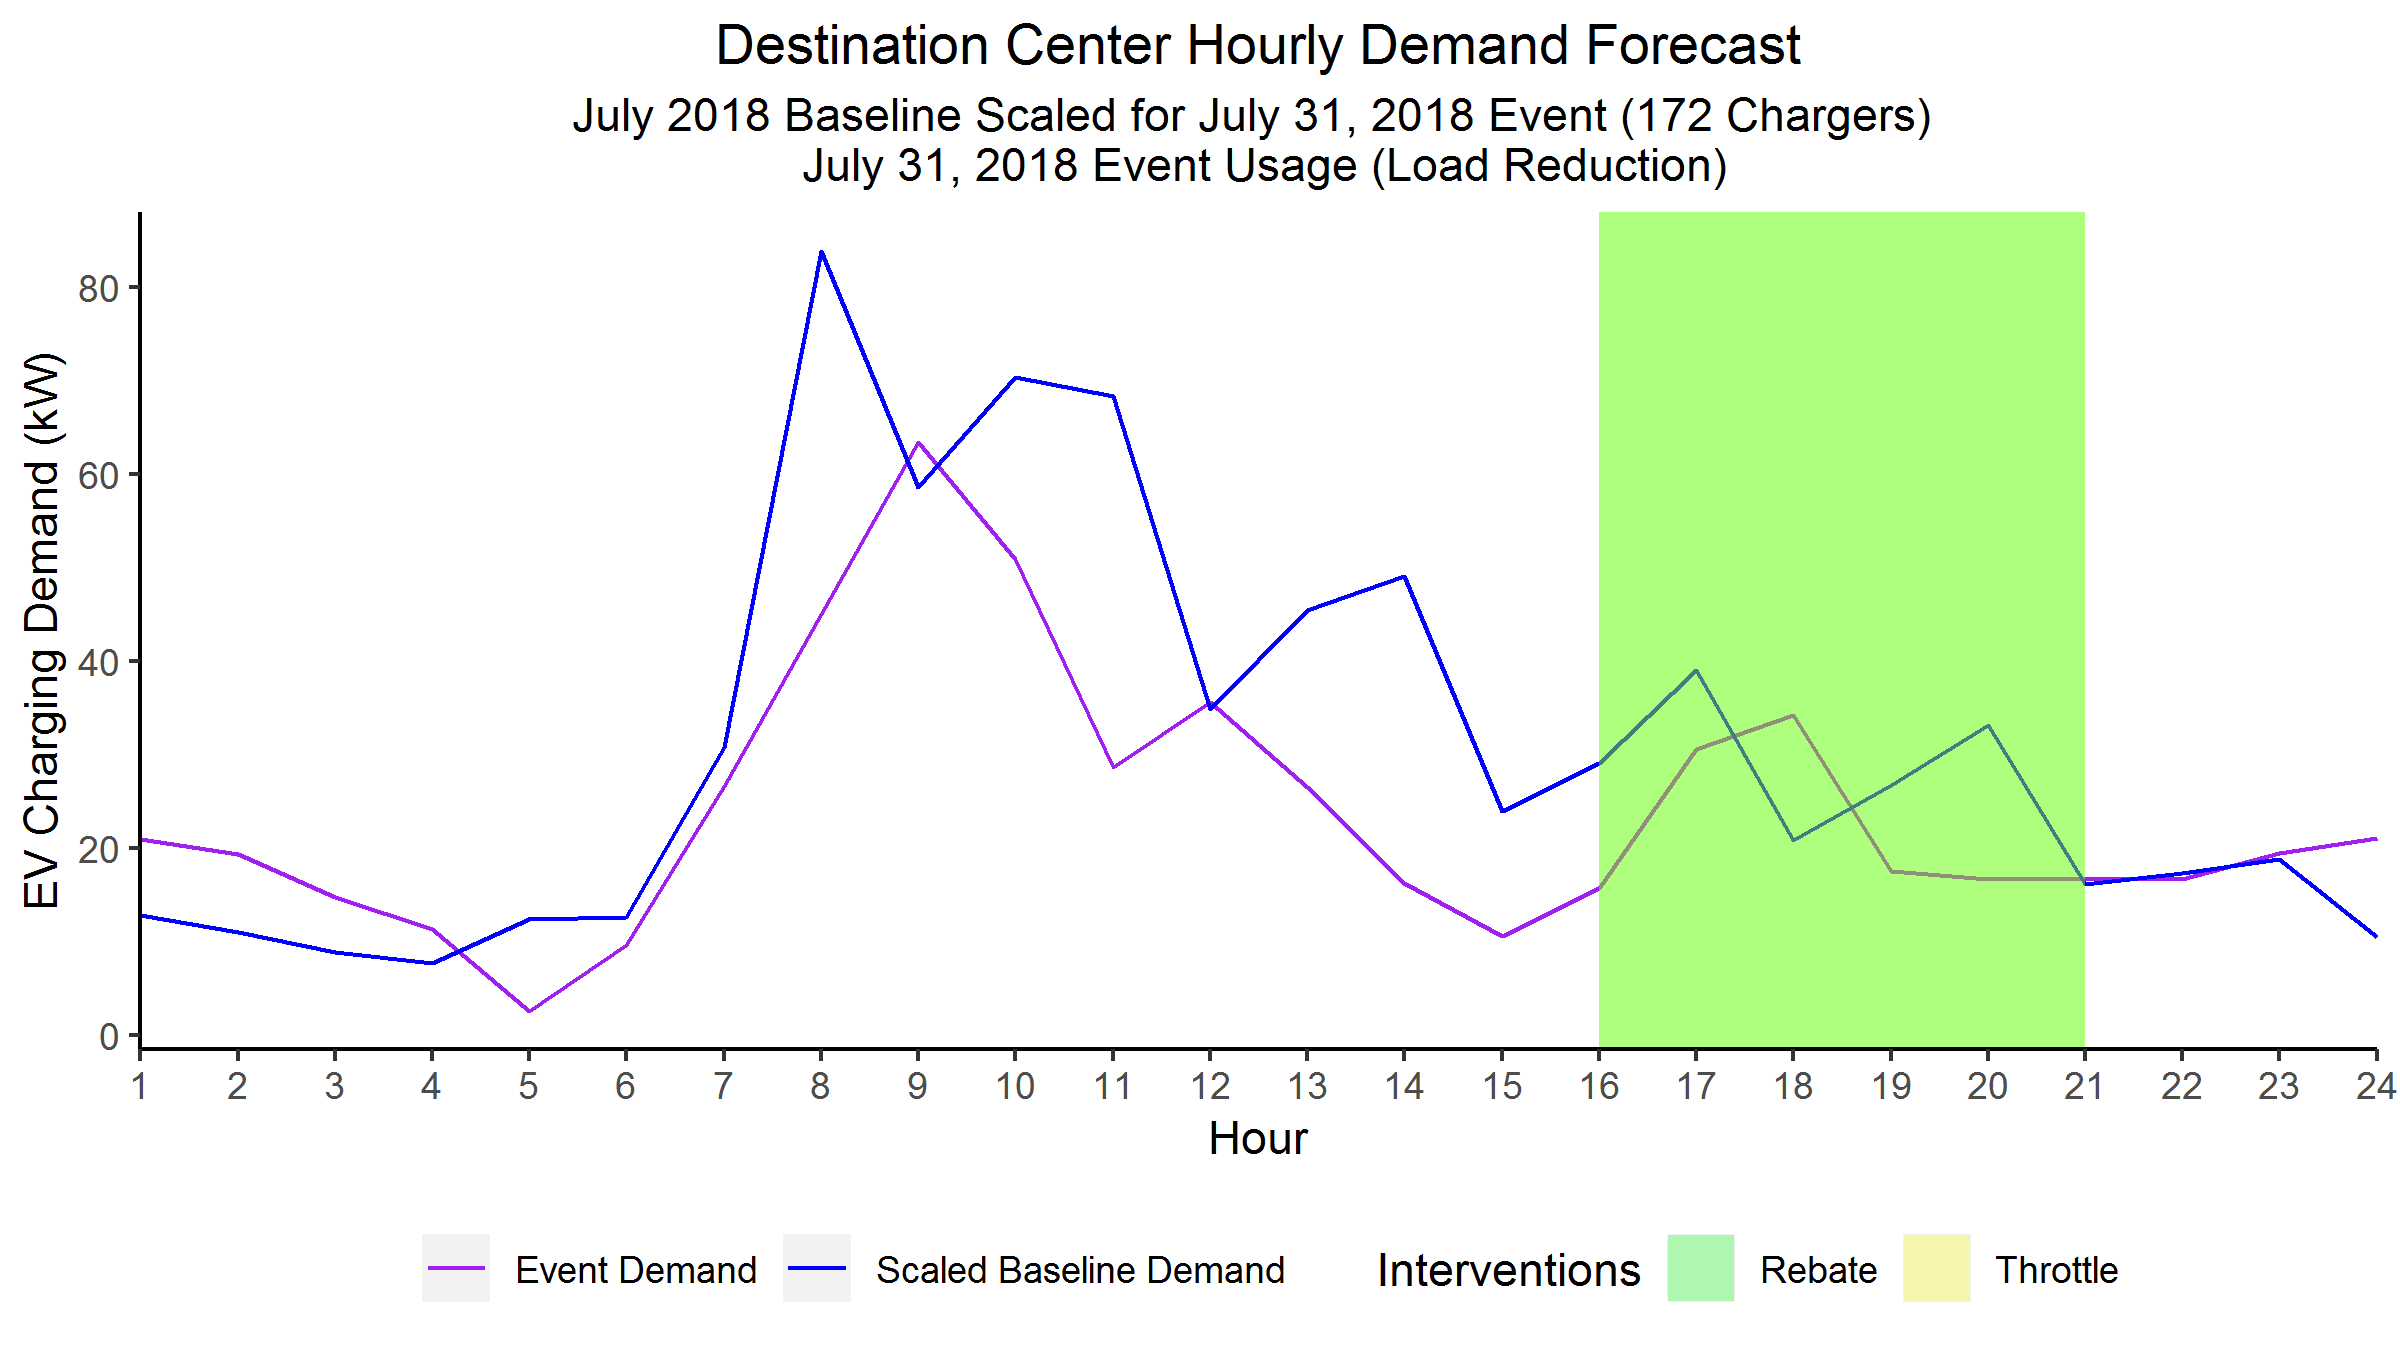 Destination Center Hourly Demand Forecast
July 2018 Baseline Scaled for July 31, 2018 Event (172 Chargers)
July 31, 2018 Event Usage (Load Reduction)
EV Charging Demand (kW)
80
60
40
20
0
1 2 3 4 5 6 7 8 9 10 11 12 13 14 15 16 17 18 19 20 21 22 23 24
Hour
Event Demand Scaled Baseline Demand Interventions Rebate Throttle